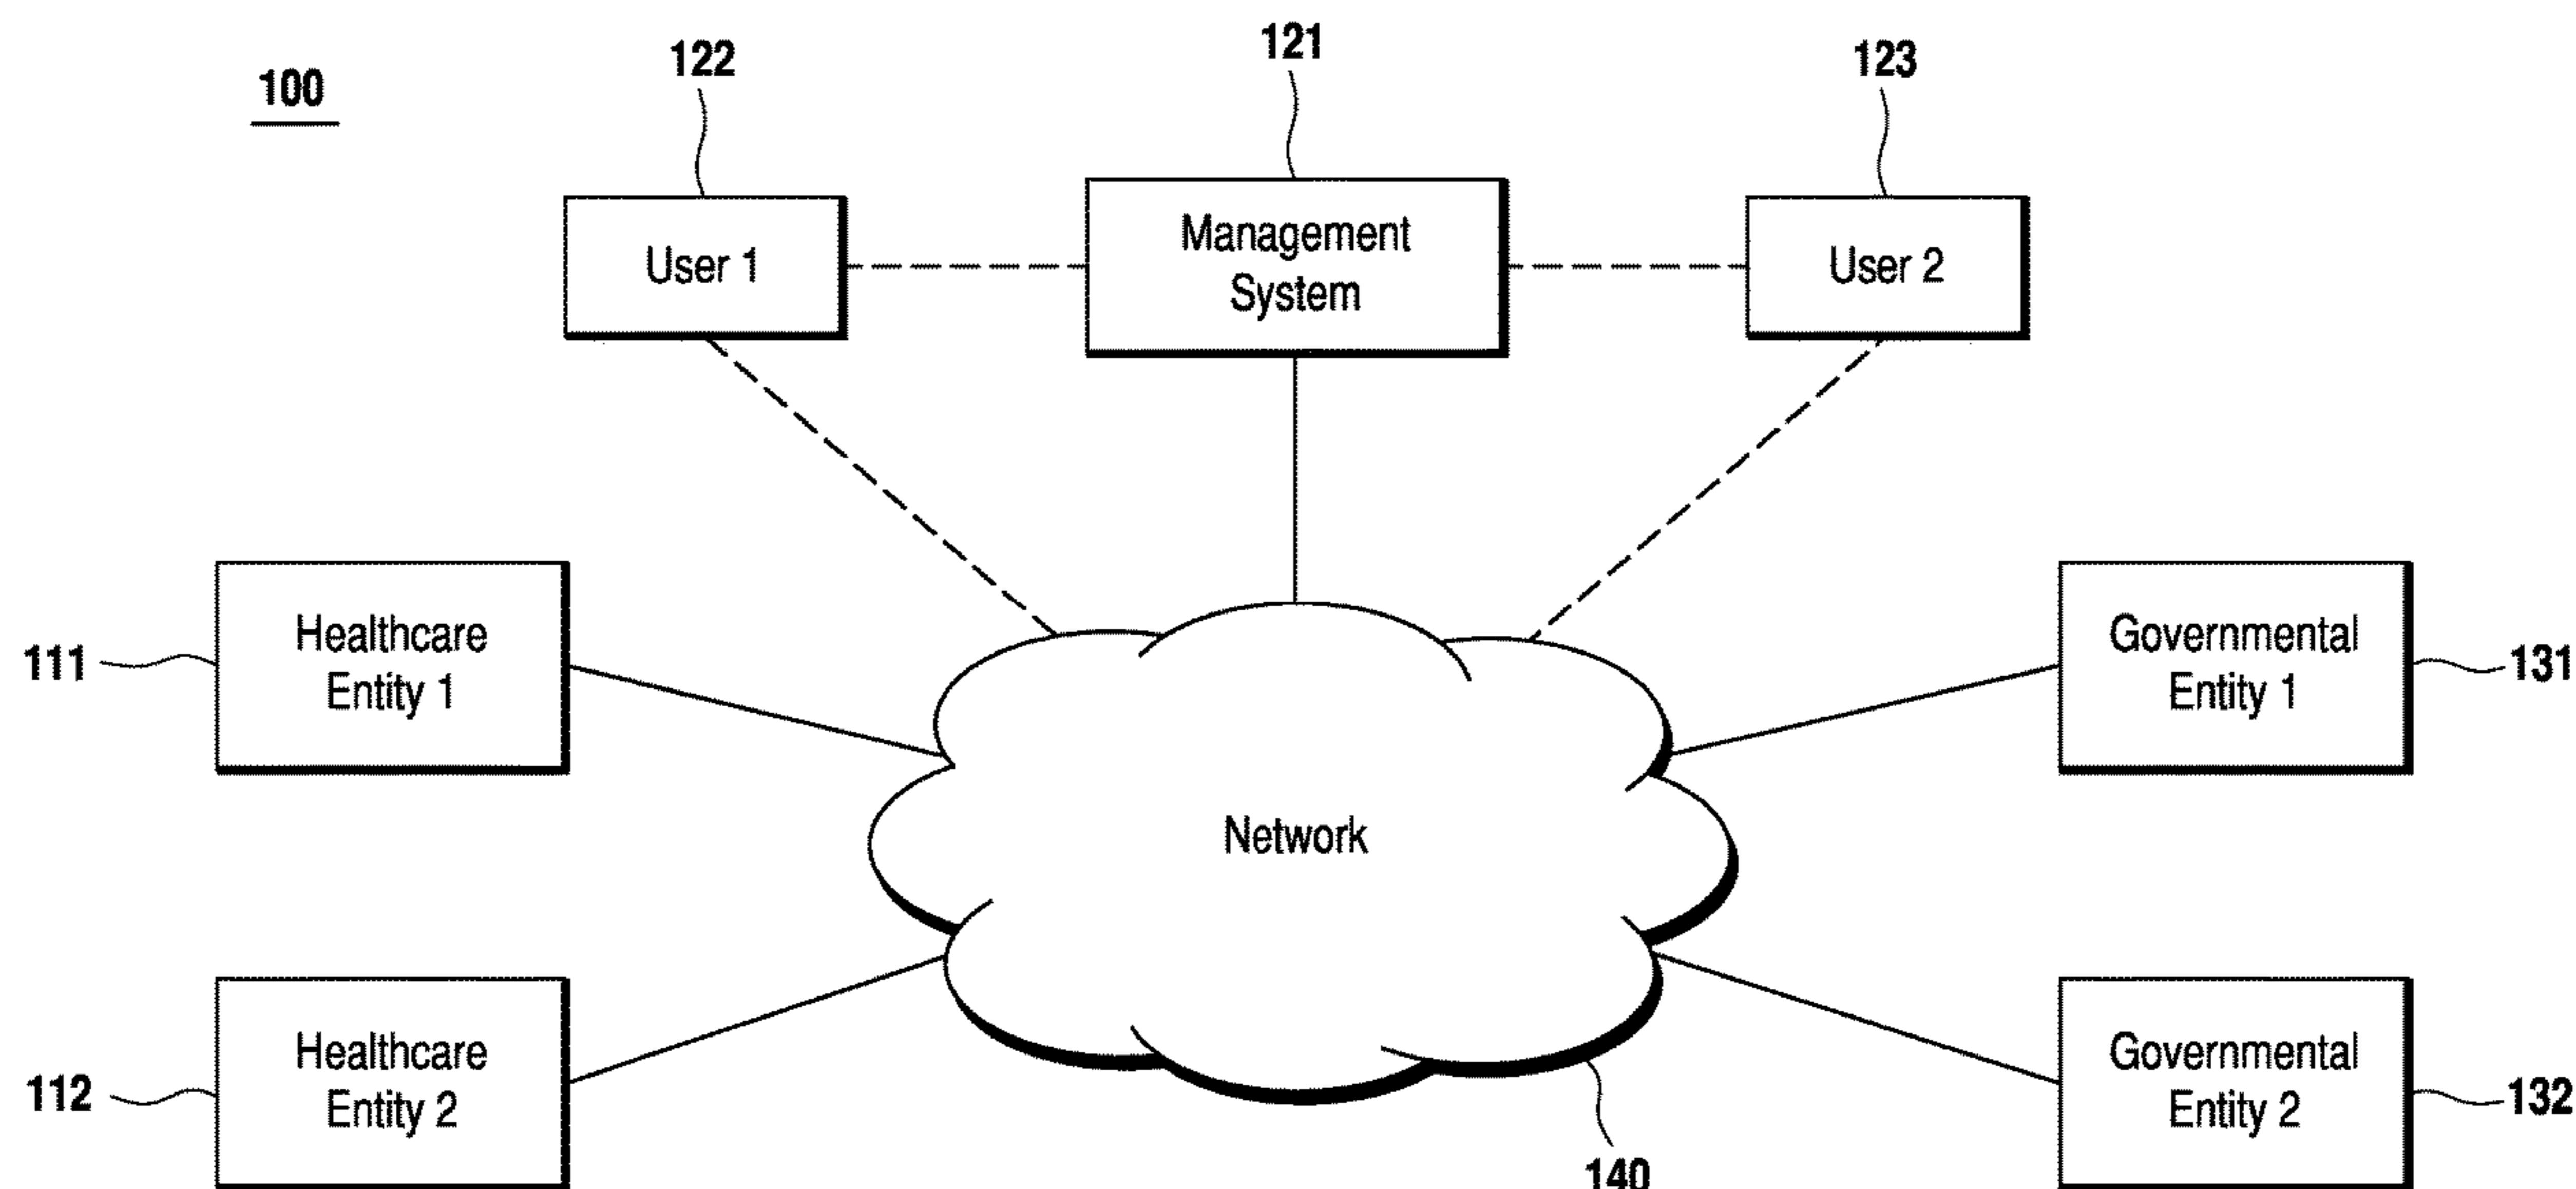 100
122
121
123
User 1
Management
System
User 2
111
Healthcare
Entity 1
Governmental
Entity 1
131
Network
112
Healthcare
Entity 2
Governmental
Entity 2
132
140